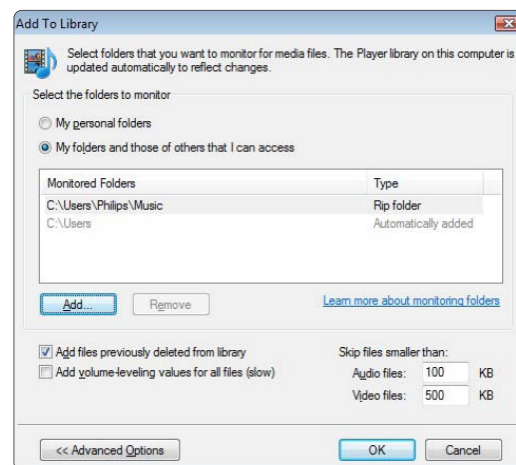 Add To Library
Select folders that you want to monitor for media files. The Player library on this computer is
updated automatically to reflect changes.
Select the folders to monitor
My personal folders
My folders and those of others that I can access
Monitored Folders Type
C:\Users\Philips\Music Rip folder
C:\Users Automatically added
Add... Remove Learn more about monitoring folders
Add files previously deleted from library Skip files smaller than:
Add volume-leveling values for all files (slow) Audio files: 100 KB
Video files: 500 KB
<< Advanced Options OK Cancel